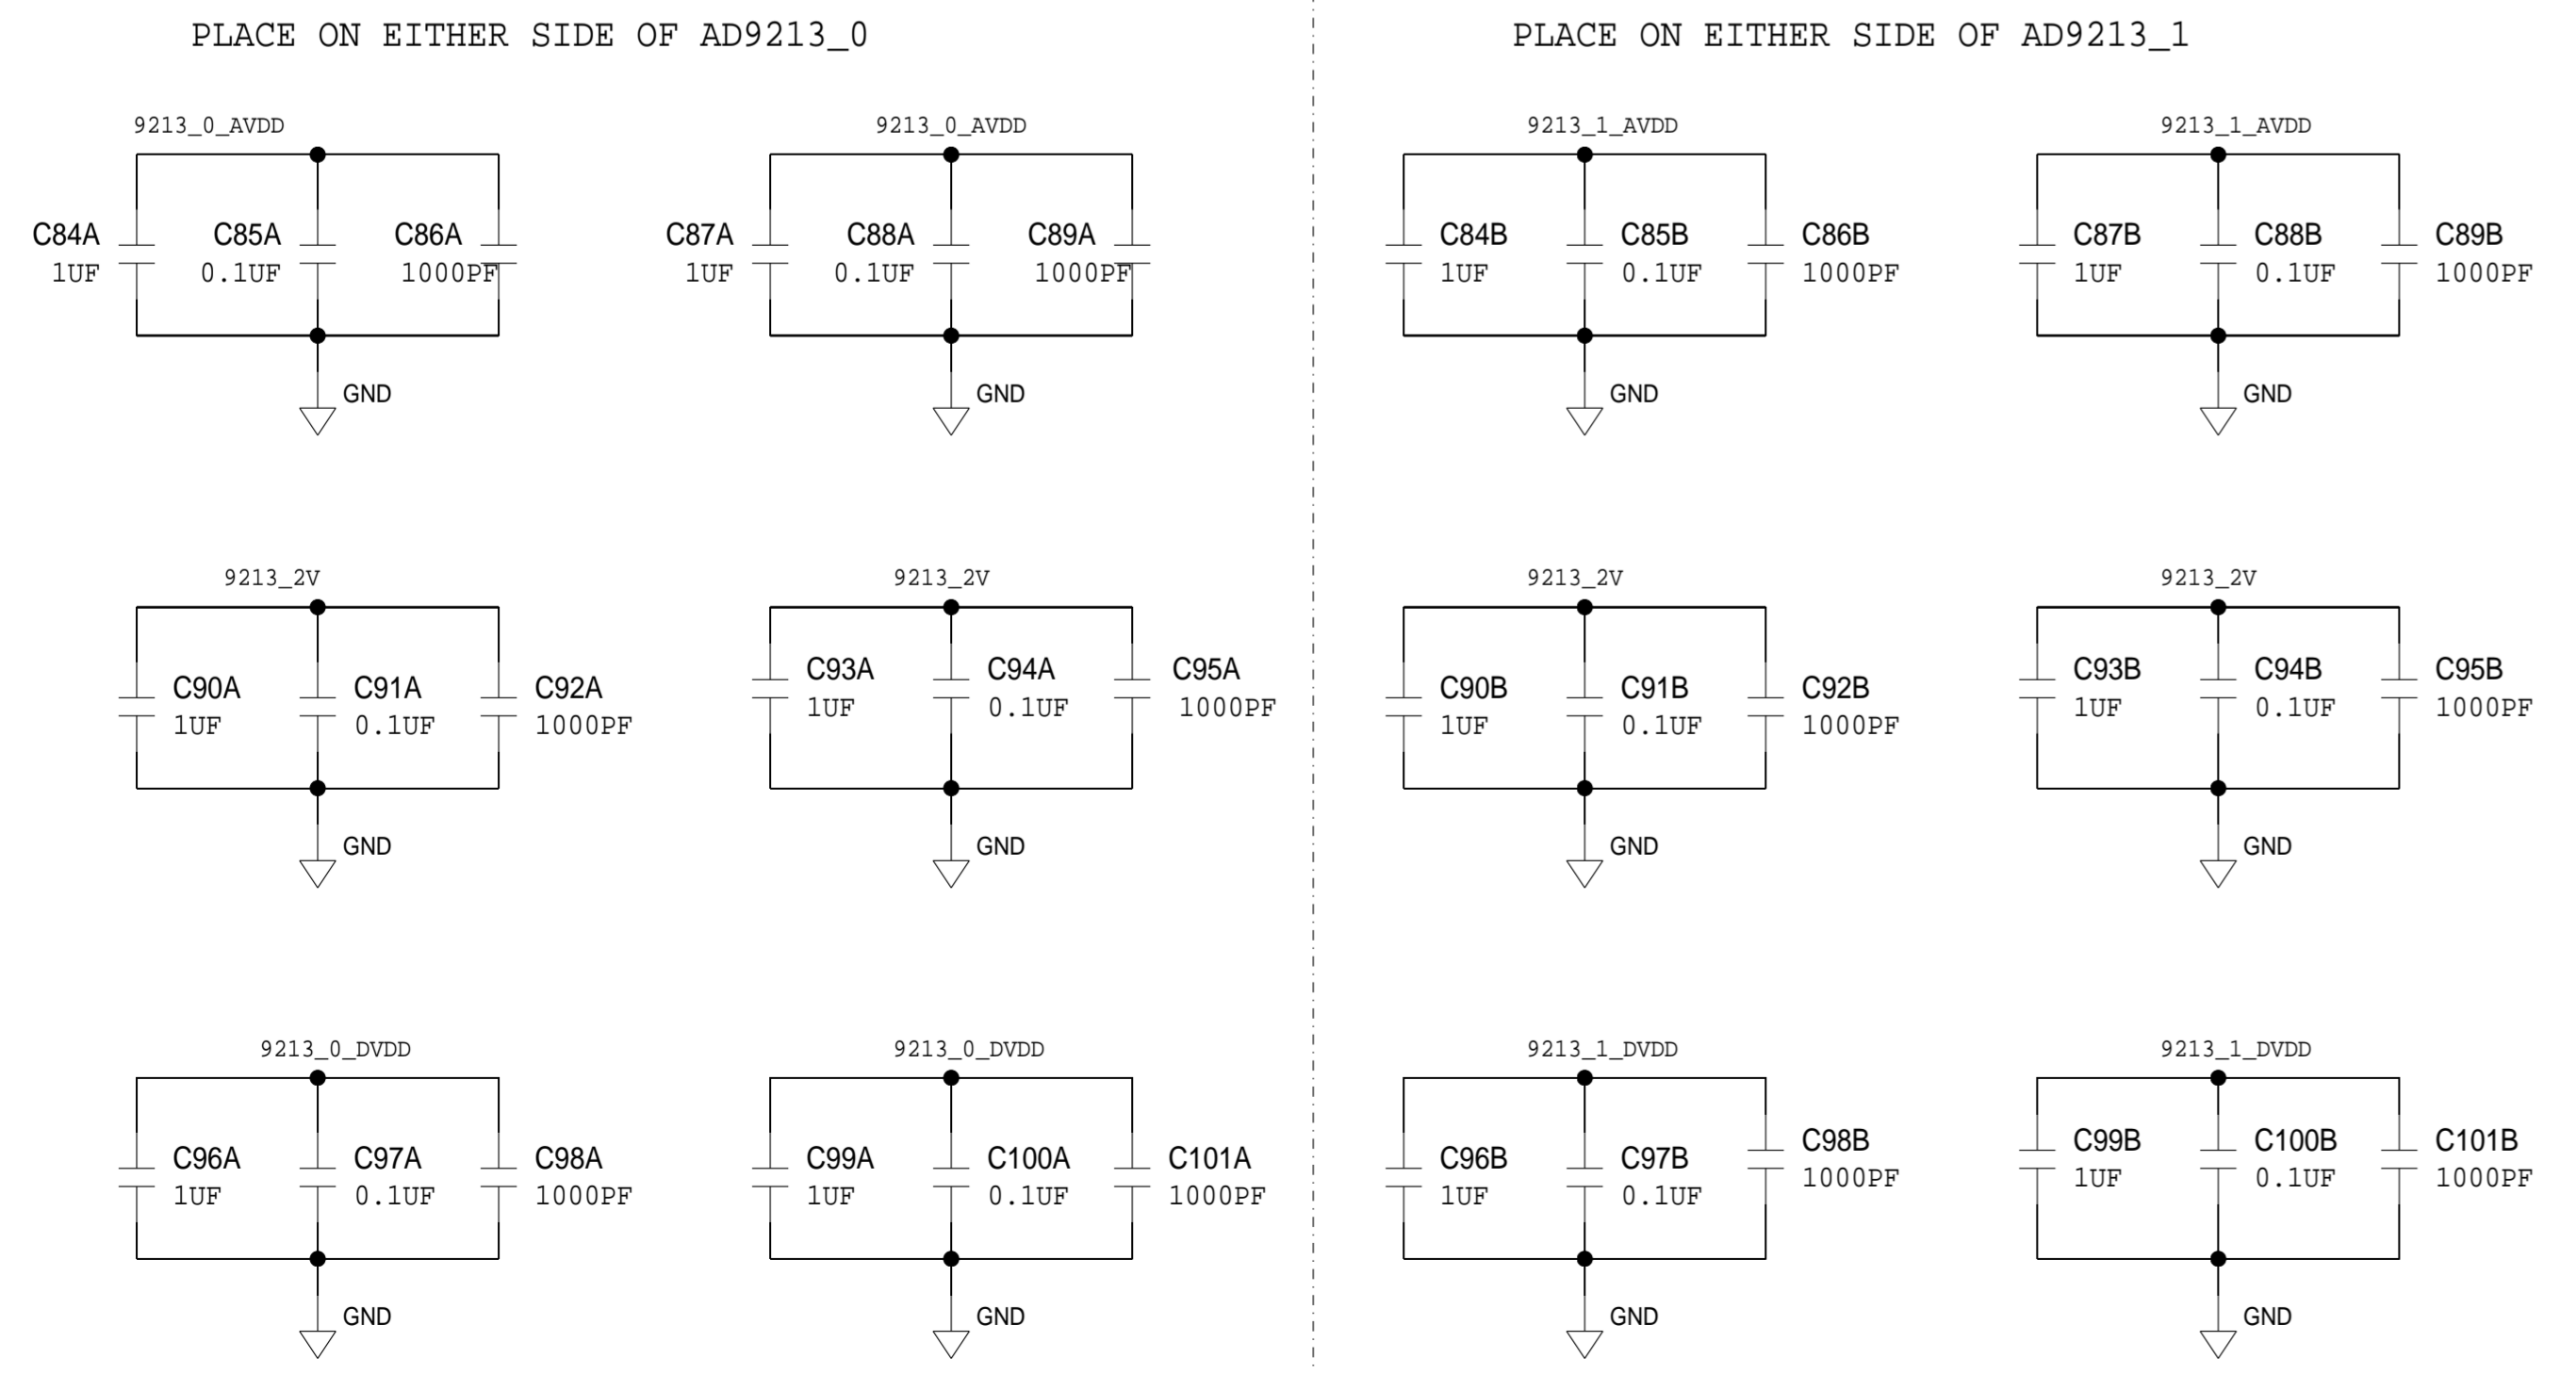 PLACE ON EITHER SIDE OF AD9213_0
PLACE ON EITHER SIDE OF AD9213_1
9213_0_AVDD
9213_0_AVDD
9213_1_AVDD
9213_1_AVDD
C84A
C85A
C86A
C87A
C88A
C89A
C84B
C85B
C86B
C87B
C88B
C89B
1UF
0.1UF
1000PF
1UF
0.1UF
1000PF
1UF
0.1UF
1000PF
1UF
0.1UF
1000PF
GND
GND
GND
GND
9213_2V
9213_2V
9213_2V
9213_2V
C90A
C91A
C92A
C93A
C94A
C95A
C90B
C91B
C92B
C93B
C94B
C95B
1UF
0.1UF
1000PF
1UF
0.1UF
1000PF
1UF
0.1UF
1000PF
1UF
0.1UF
1000PF
GND
GND
GND
GND
9213_0_DVDD
9213_0_DVDD
9213_1_DVDD
9213_1_DVDD
C96A
C97A
C98A
C99A
C100A
C101A
C96B
C97B
C98B
C99B
C100B
C101B
1UF
0.1UF
1000PF
1UF
0.1UF
1000PF
1UF
0.1UF
1000PF
1UF
0.1UF
1000PF
GND
GND
GND
GND